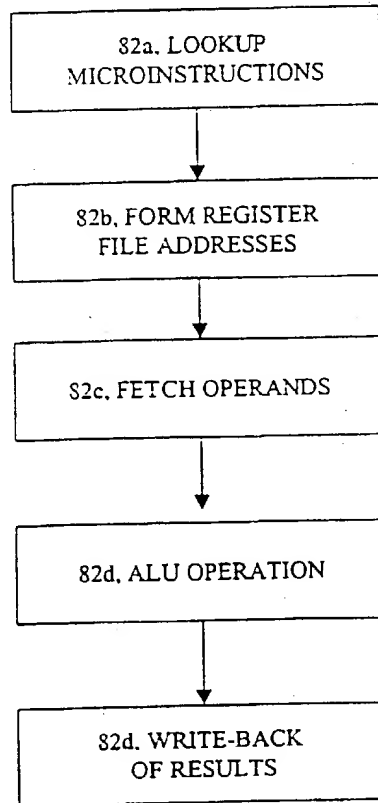 82a, LOOKUP
MICROINSTRUCTIONS
82b, FORM REGISTER
FILE ADDRESSES
82c, FETCH OPERANDS
82d, ALU OPERATION
82d, WRITE-BACK
OF RESULTS